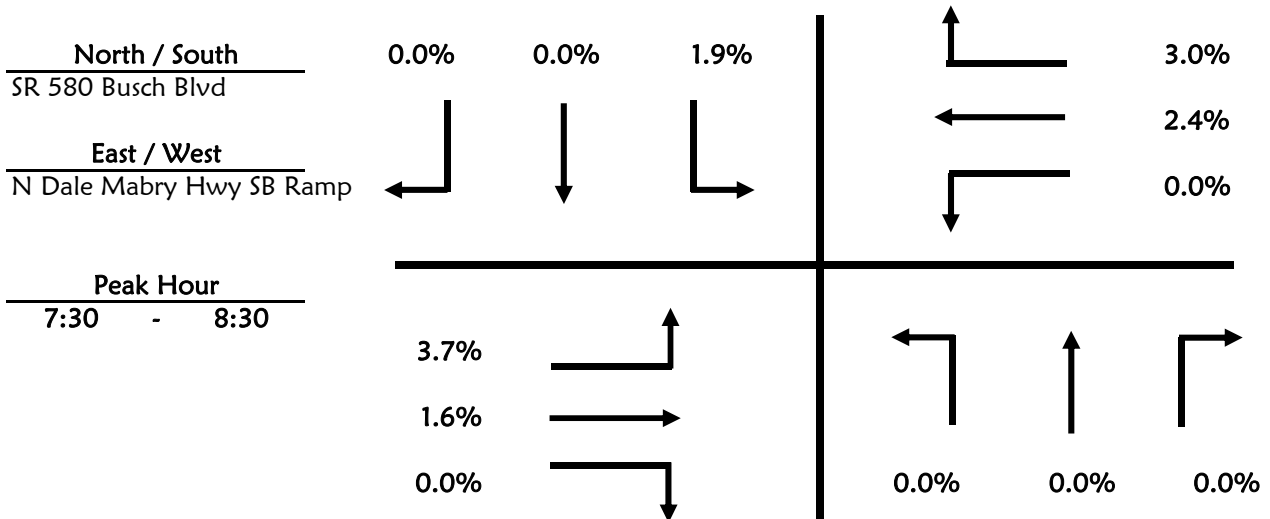 North / South
SR 580 Busch Blvd
East / West
N Dale Mabry Hwy SB Ramp
Peak Hour
7:30 - 8:30
0.0% 0.0% 1.9%
3.0%
2.4%
0.0%
3.7%
1.6%
0.0%
0.0% 0.0% 0.0%